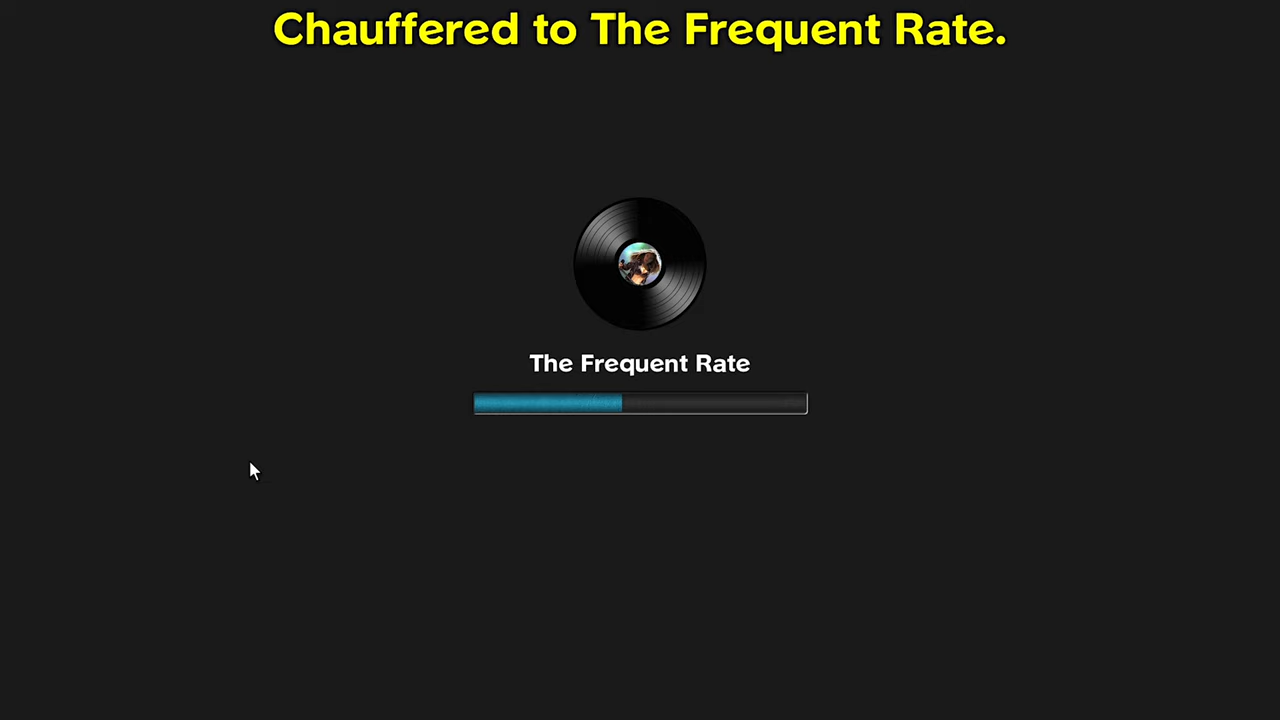 Chauffered to The Frequent Rate.
The Frequent Rate